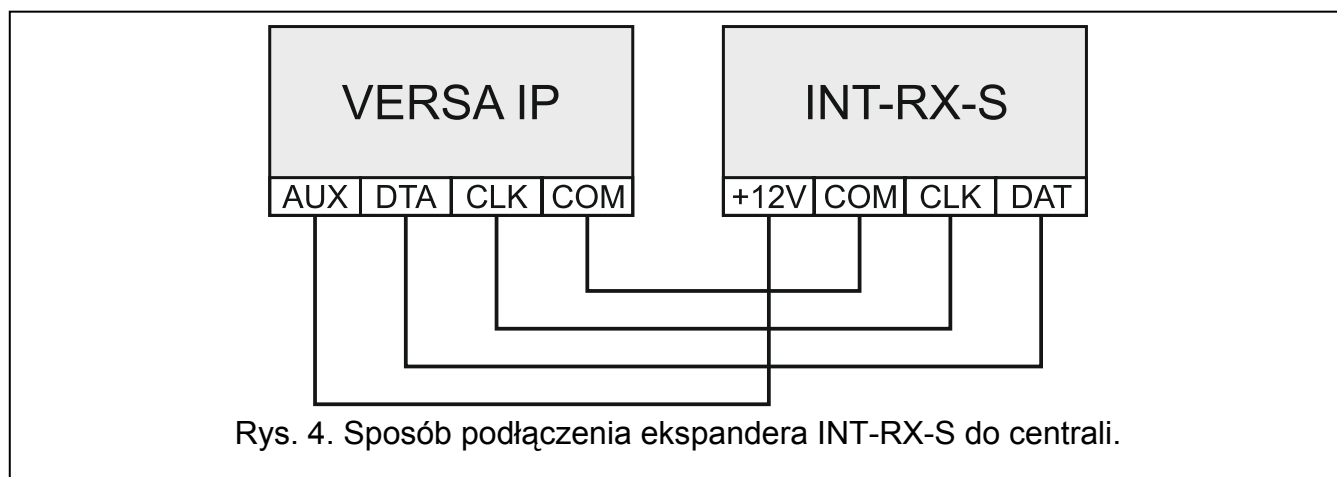 VERSA IP
INT-RX-S
AUX DTA CLK COM
+12V COM CLK DAT
Rys. 4. Sposób podłączenia ekspandera INT-RX-S do centrali.